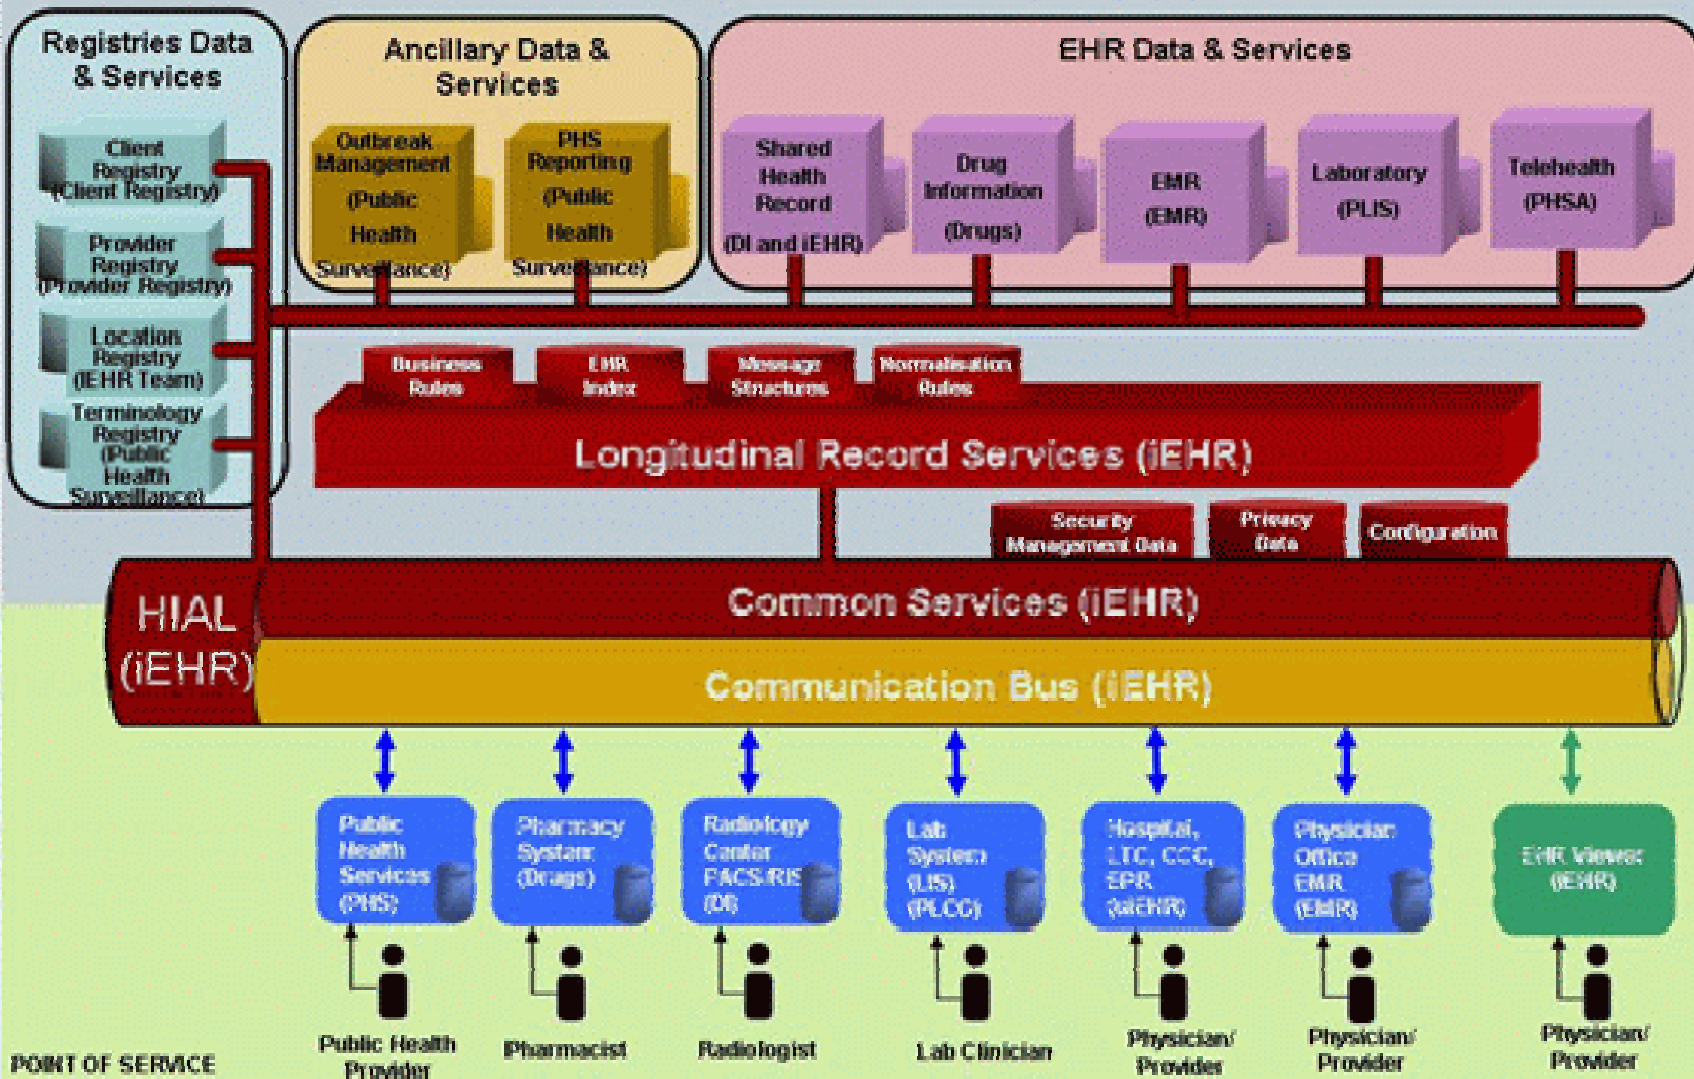 Registries Data
& Services
Client
Registry
(Client Registry)
Provider
Registry
(Provider Registry)
Location
Registry
(IEHR Team)
Terminology
Registry
(Public
Health
Surveillance)
Ancillary Data &
Services
Outbreak
Management
(Public
Health
Surveillance)
PHS
Reporting
(Public
Health
Surveillance)
EHR Data & Services
Shared
Health
Record
(DI and iEHR)
Drug
Information
(Drugs)
EMR
(EMR)
Laboratory
(PLIS)
Telehealth
(PHSA)
Business
Rules
EHR
Index
Message
Structures
Normalisation
Rules
Longitudinal Record Services (iEHR)
Security
Management Data
Privacy
Data
Configuration
HIAL
(iEHR)
Common Services (iEHR)
Communication Bus (iEHR)
Public
Health
Services
(PHS)
Pharmacy
System
(Drugs)
Radiology
Center
PACS/RIS
(DI)
Lab
System
(LIS)
Hospital,
LTC, CCC,
EPR
Physician
Office
EMR
(EMR)
EHR Viewer
(iEHR)
Public Health
Provider
Pharmacist
Radiologist
Lab Clinician
Physician/
Provider
Physician/
Provider
Physician/
Provider
POINT OF SERVICE